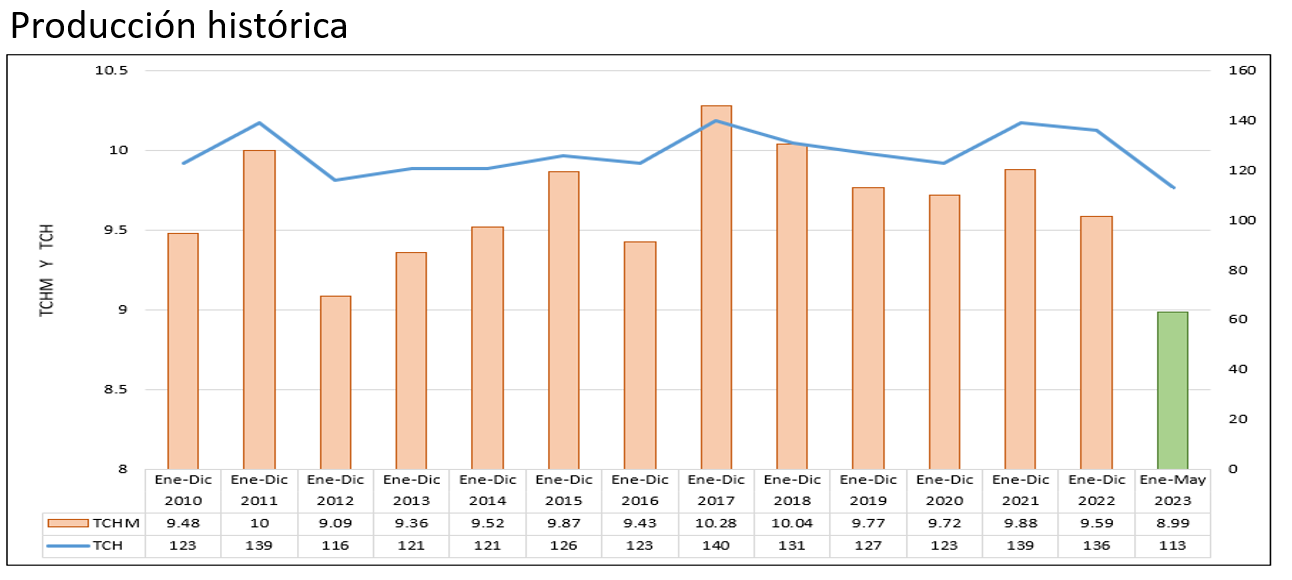 Producción histórica
10.5
10
9.5
9
8.5
8
TCHM Y TCH
160
140
120
100
80
60
40
20
0
Ene-Dic Ene-Dic Ene-Dic Ene-Dic Ene-Dic Ene-Dic Ene-Dic Ene-Dic Ene-Dic Ene-Dic Ene-Dic Ene-Dic Ene-Dic Ene-May
2010 2011 2012 2013 2014 2015 2016 2017 2018 2019 2020 2021 2022 2023
TCHM 9.48 10 9.09 9.36 9.52 9.87 9.43 10.28 10.04 9.77 9.72 9.88 9.59 8.99
TCH 123 139 116 121 121 126 123 140 131 127 123 139 136 113